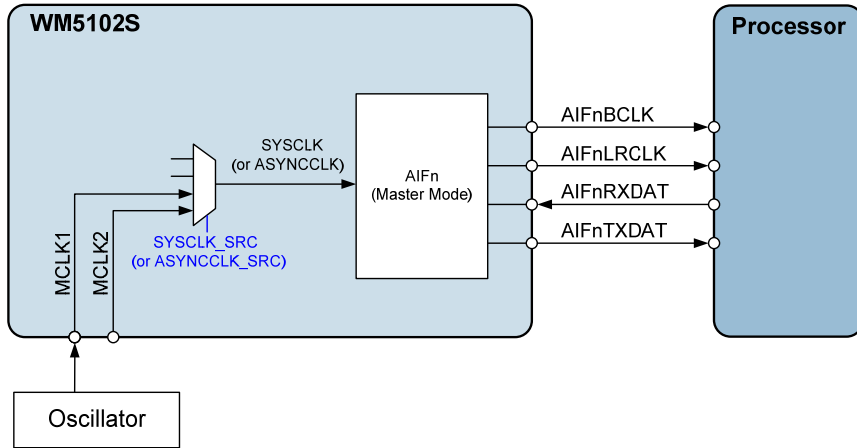 WM5102S
Processor
SYSCLK
(or ASYNCCLK)
AIFn
(Master Mode)
AIFnBCLK
AIFnLRCLK
AIFnRXDAT
AIFnTXDAT
SYSCLK_SRC
(or ASYNCCLK_SRC)
MCLK1
MCLK2
Oscillator